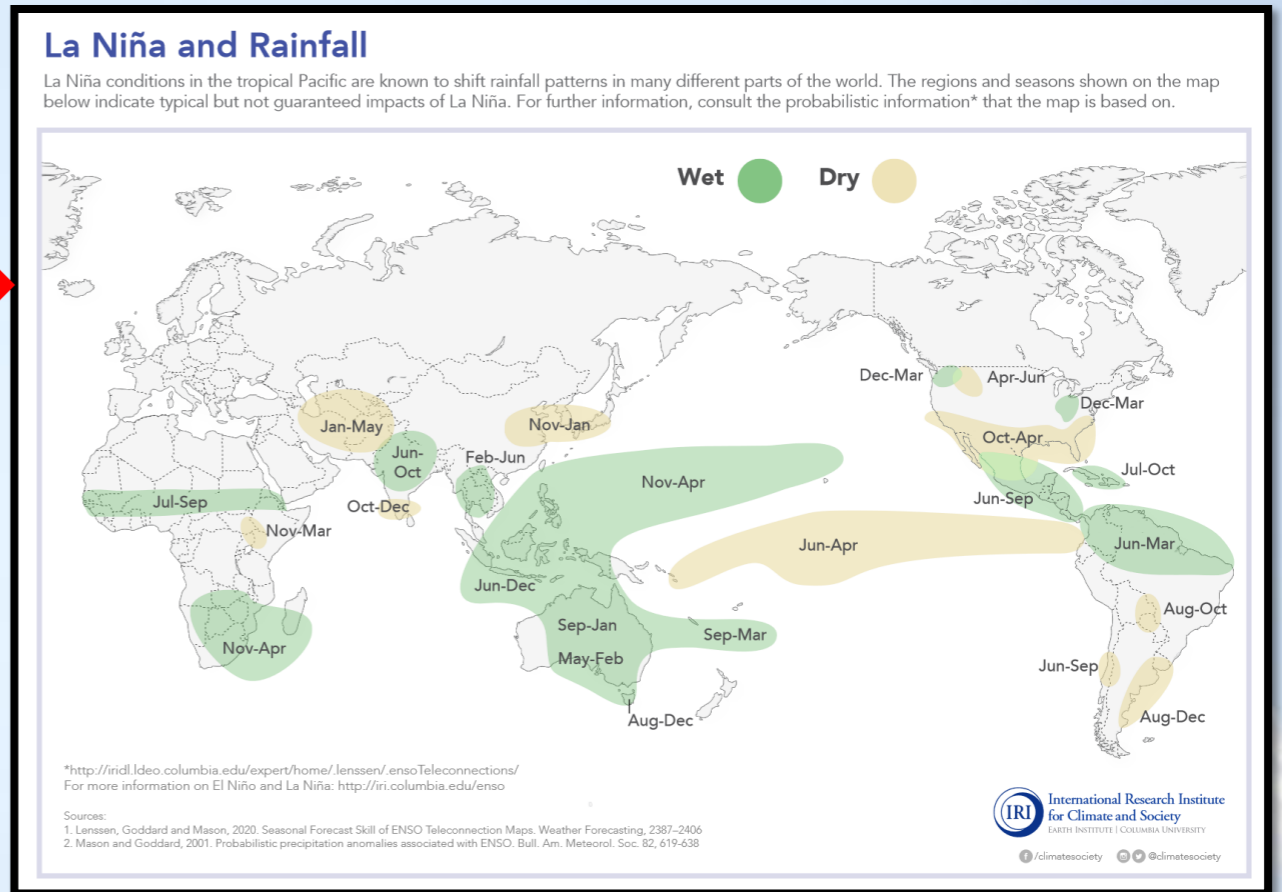 La Niña and Rainfall
La Niña conditions in the tropical Pacific are known to shift rainfall patterns in many different parts of the world. The regions and seasons shown on the map
below indicate typical but not guaranteed impacts of La Niña. For further information, consult the probabilistic information* that the map is based on.
Wet
Dry
Dec-Mar
Apr-Jun
Dec-Mar
Jan-May
Nov-Jan
Oct-Apr
Jun-
Oct
Feb-Jun
Jul-Oct
Nov-Apr
Jul-Sep
Oct-Dec
Jun-Sep
Nov-Mar
Jun-Apr
Jun-Mar
Jun-Dec
Aug-Oct
Sep-Jan
Sep-Mar
Nov-Apr
May-Feb
Jun-Sep
Aug-Dec
Aug-Dec
*http://iridl.ldeo.columbia.edu/expert/home/.lenssen/.ensoTeleconnections/
For more information on El Niño and La Niña: http://iri.columbia.edu/enso
Sources:
1. Lenssen, Goddard and Mason, 2020. Seasonal Forecast Skill of ENSO Teleconnection Maps. Weather Forecasting, 2387–2406
2. Mason and Goddard, 2001. Probabilistic precipitation anomalies associated with ENSO. Bull. Am. Meteorol. Soc. 82, 619-638
IRI
International Research Institute
for Climate and Society
EARTH INSTITUTE | COLUMBIA UNIVERSITY
/climatesociety
@climatesociety